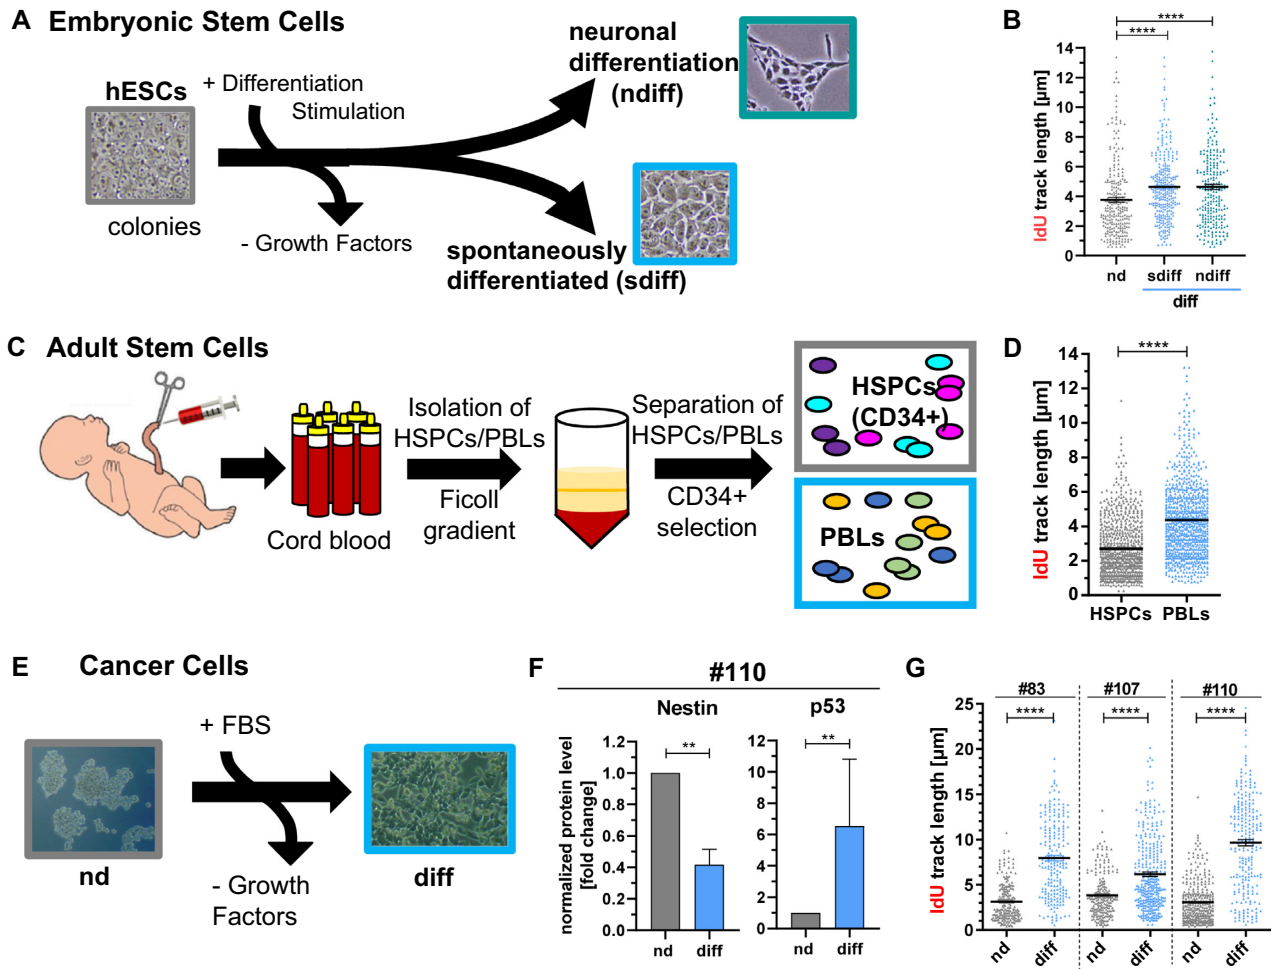 A Embryonic Stem Cells
hESCs
+ Differentiation
Stimulation
colonies
- Growth Factors
neuronal
differentiation
(ndiff)
spontaneously
differentiated (sdiff)
B
****
****
IdU track length [µm]
14
12
10
8
6
4
2
0
nd sdiff ndiff
diff
C Adult Stem Cells
Cord blood
Isolation of
HSPCs/PBLs
Ficoll
gradient
Separation of
HSPCs/PBLs
CD34+
selection
HSPCs
(CD34+)
PBLs
D
****
IdU track length [µm]
14
12
10
8
6
4
2
0
HSPCs PBLs
E Cancer Cells
+ FBS
- Growth
Factors
nd
diff
F
#110
Nestin
**
normalized protein level
[fold change]
1.2
1.0
0.8
0.6
0.4
0.2
0.0
nd diff
p53
**
12
10
8
6
4
2
0
nd diff
G
#83 #107 #110
**** **** ****
IdU track length [µm]
25
20
15
10
5
0
nd diff nd diff nd diff